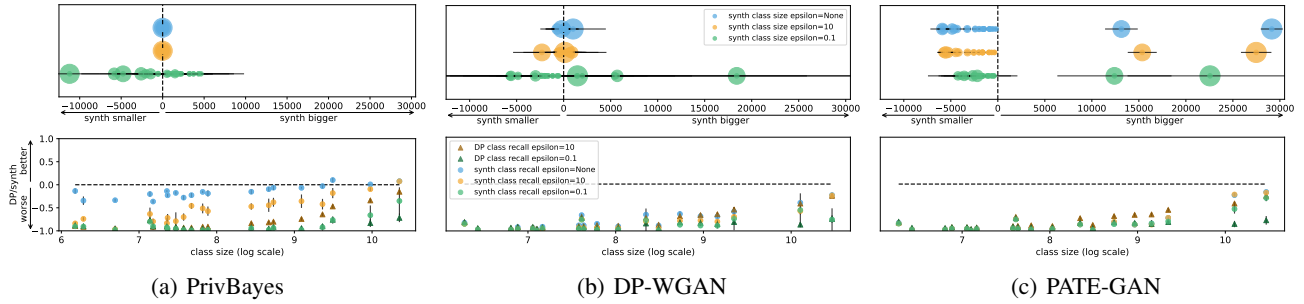 synth class size epsilon=None
synth class size epsilon=10
synth class size epsilon=0.1
−10000 −5000 0 5000 10000 15000 20000 25000 30000
synth smaller synth bigger
−10000 −5000 0 5000 10000 15000 20000 25000 30000
synth smaller synth bigger
−10000 −5000 0 5000 10000 15000 20000 25000 30000
synth smaller synth bigger
DP/synth
worse better
1.0
0.5
0.0
−0.5
−1.0
DP class recall epsilon=10
DP class recall epsilon=0.1
synth class recall epsilon=None
synth class recall epsilon=10
synth class recall epsilon=0.1
6 7 8 9 10
class size (log scale)
7 8 9 10
class size (log scale)
7 8 9 10
class size (log scale)
(a) PrivBayes
(b) DP-WGAN
(c) PATE-GAN